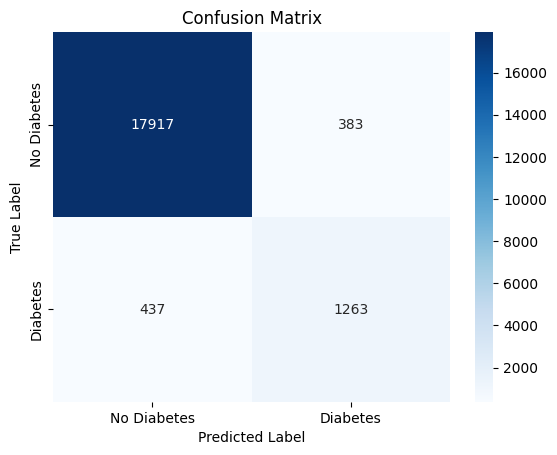 Confusion Matrix
No Diabetes
Diabetes
True Label
17917
383
437
1263
No Diabetes
Diabetes
Predicted Label
16000
14000
12000
10000
8000
6000
4000
2000